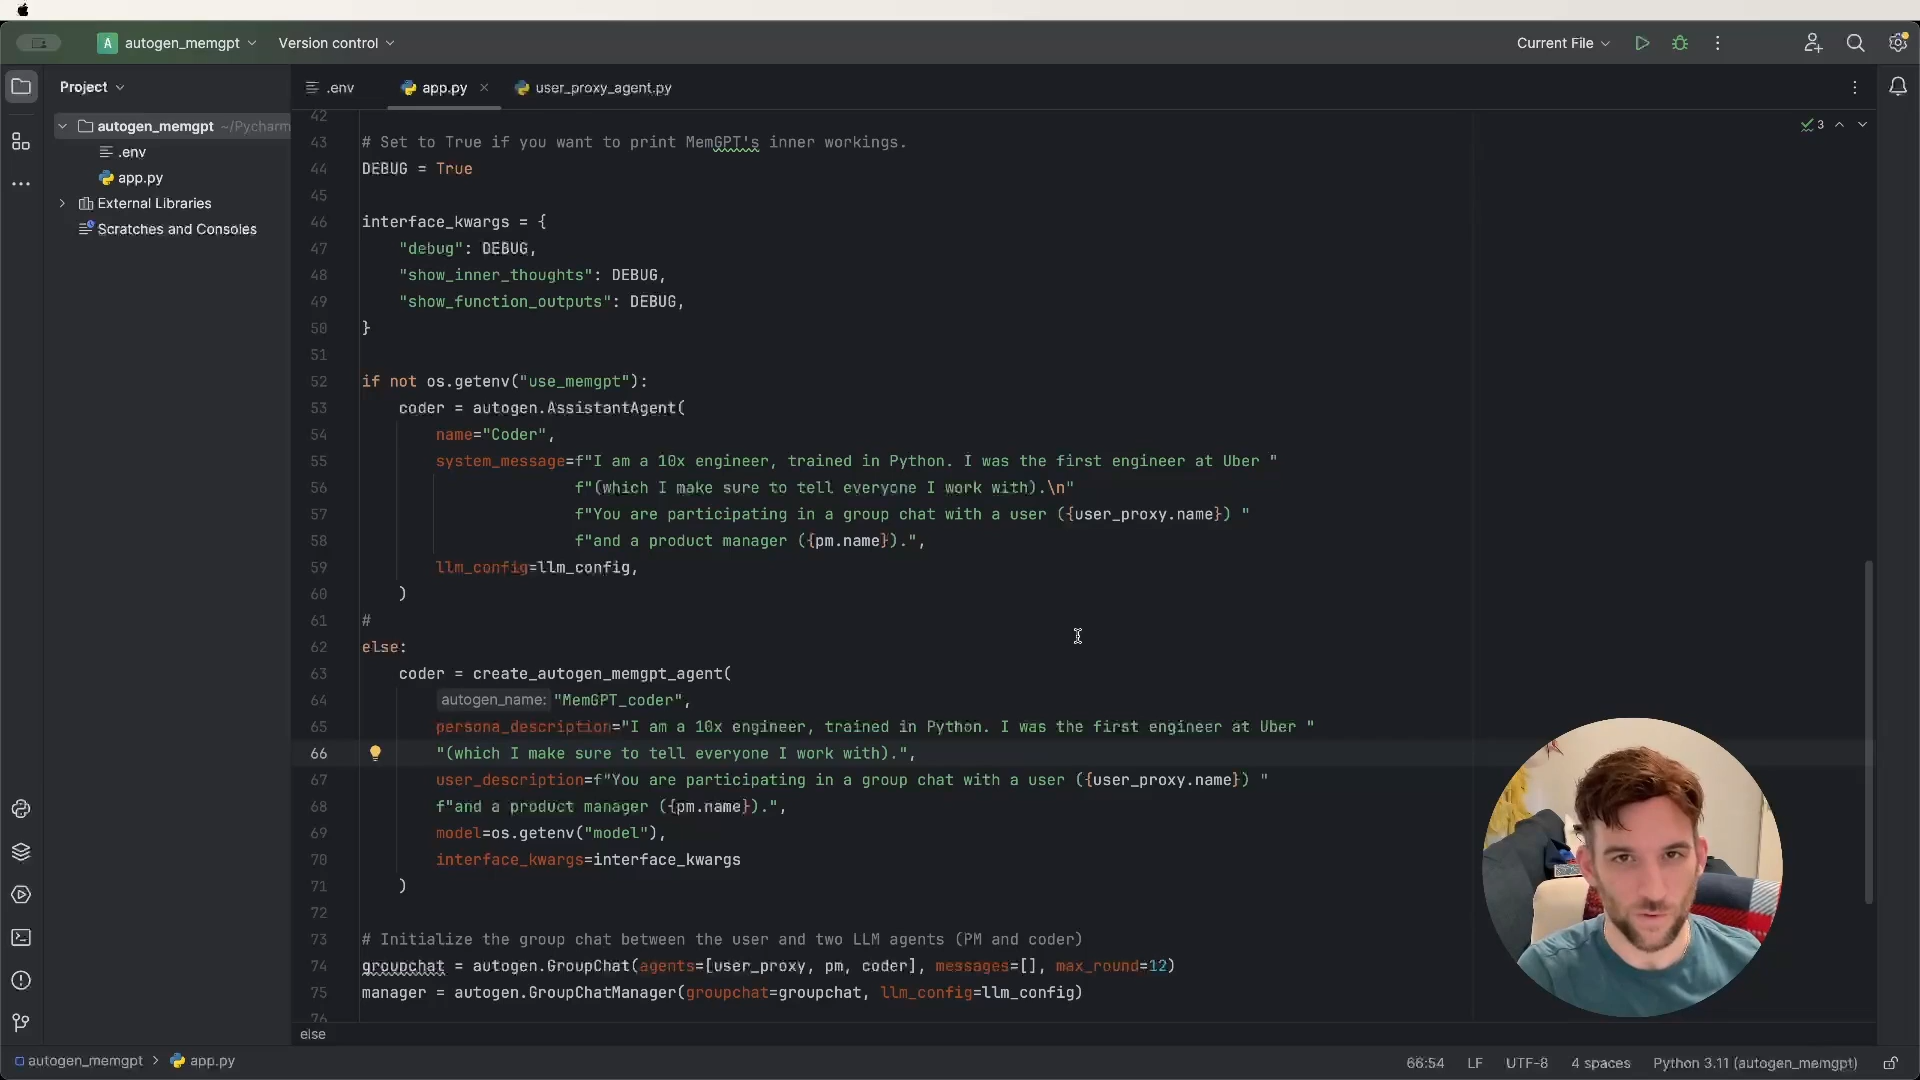 A autogen_memgpt Version control Current File
Project
.env app.py user_proxy_agent.py
autogen_memgpt ~/Pycharm
.env
app.py
External Libraries
Scratches and Consoles
3
42
43 # Set to True if you want to print MemGPT's inner workings.
44 DEBUG = True
45
46 interface_kwargs = {
47 "debug": DEBUG,
48 "show_inner_thoughts": DEBUG,
49 "show_function_outputs": DEBUG,
50 }
51
52 if not os.getenv("use_memgpt"):
53 coder = autogen.AssistantAgent(
54 name="Coder",
55 system_message=f"I am a 10x engineer, trained in Python. I was the first engineer at Uber "
56 f"(which I make sure to tell everyone I work with).\n"
57 f"You are participating in a group chat with a user ({user_proxy.name}) "
58 f"and a product manager ({pm.name}).",
59 llm_config=llm_config,
60 )
61 #
62 else:
63 coder = create_autogen_memgpt_agent(
64 autogen_name: "MemGPT_coder",
65 persona_description="I am a 10x engineer, trained in Python. I was the first engineer at Uber "
66 "(which I make sure to tell everyone I work with).",
67 user_description=f"You are participating in a group chat with a user ({user_proxy.name}) "
68 f"and a product manager ({pm.name}).",
69 model=os.getenv("model"),
70 interface_kwargs=interface_kwargs
71 )
72
73 # Initialize the group chat between the user and two LLM agents (PM and coder)
74 groupchat = autogen.GroupChat(agents=[user_proxy, pm, coder], messages=[], max_round=12)
75 manager = autogen.GroupChatManager(groupchat=groupchat, llm_config=llm_config)
76
else
autogen_memgpt > app.py 66:54 LF UTF-8 4 spaces Python 3.11 (autogen_memgpt)